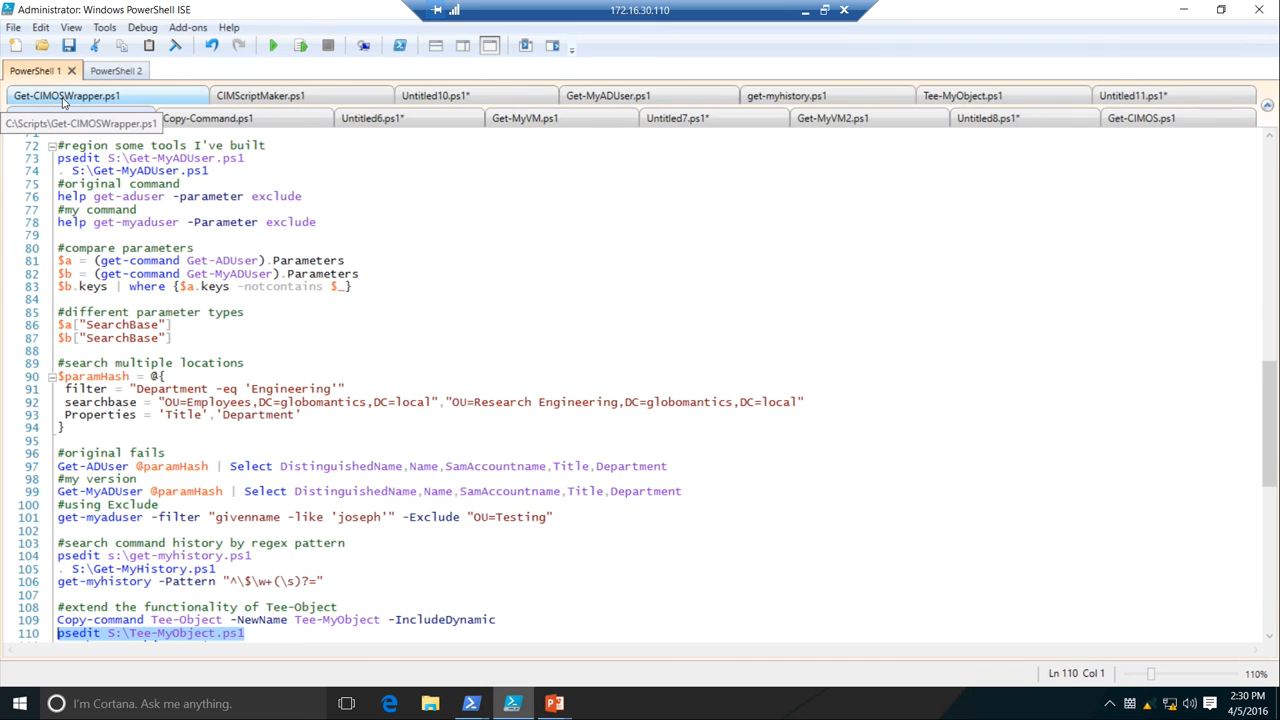 Administrator: Windows PowerShell ISE
172.16.30.110
File Edit View Tools Debug Add-ons Help
PowerShell 1 PowerShell 2
Get-CIMOSWrapper.ps1 CIMScriptMaker.ps1 Untitled10.ps1* Get-MyADUser.ps1 get-myhistory.ps1 Tee-MyObject.ps1 Untitled11.ps1*
C:\Scripts\Get-CIMOSWrapper.ps1 Copy-Command.ps1 Untitled6.ps1* Get-MyVM.ps1 Untitled7.ps1* Get-MyVM2.ps1 Untitled8.ps1* Get-CIMOS.ps1
72 #region some tools I've built
73 psedit S:\Get-MyADUser.ps1
74 . S:\Get-MyADUser.ps1
75 #original command
76 help get-aduser -parameter exclude
77 #my command
78 help get-myaduser -Parameter exclude
79
80 #compare parameters
81 $a = (get-command Get-ADUser).Parameters
82 $b = (get-command Get-MyADUser).Parameters
83 $b.keys | where {$a.keys -notcontains $_}
84
85 #different parameter types
86 $a["SearchBase"]
87 $b["SearchBase"]
88
89 #search multiple locations
90 $paramHash = @{
91 filter = "Department -eq 'Engineering'"
92 searchbase = "OU=Employees,DC=globomantics,DC=local","OU=Research Engineering,DC=globomantics,DC=local"
93 Properties = 'Title','Department'
94 }
95
96 #original fails
97 Get-ADUser @paramHash | Select DistinguishedName,Name,SamAccountname,Title,Department
98 #my version
99 Get-MyADUser @paramHash | Select DistinguishedName,Name,SamAccountname,Title,Department
100 #using Exclude
101 get-myaduser -filter "givenname -like 'joseph'" -Exclude "OU=Testing"
102
103 #search command history by regex pattern
104 psedit s:\get-myhistory.ps1
105 . S:\Get-MyHistory.ps1
106 get-myhistory -Pattern "^\$\w+(\s)?="
107
108 #extend the functionality of Tee-Object
109 Copy-command Tee-Object -NewName Tee-MyObject -IncludeDynamic
110 psedit S:\Tee-MyObject.ps1
Ln 110 Col 1 110%
I'm Cortana. Ask me anything.
2:30 PM
4/5/2016